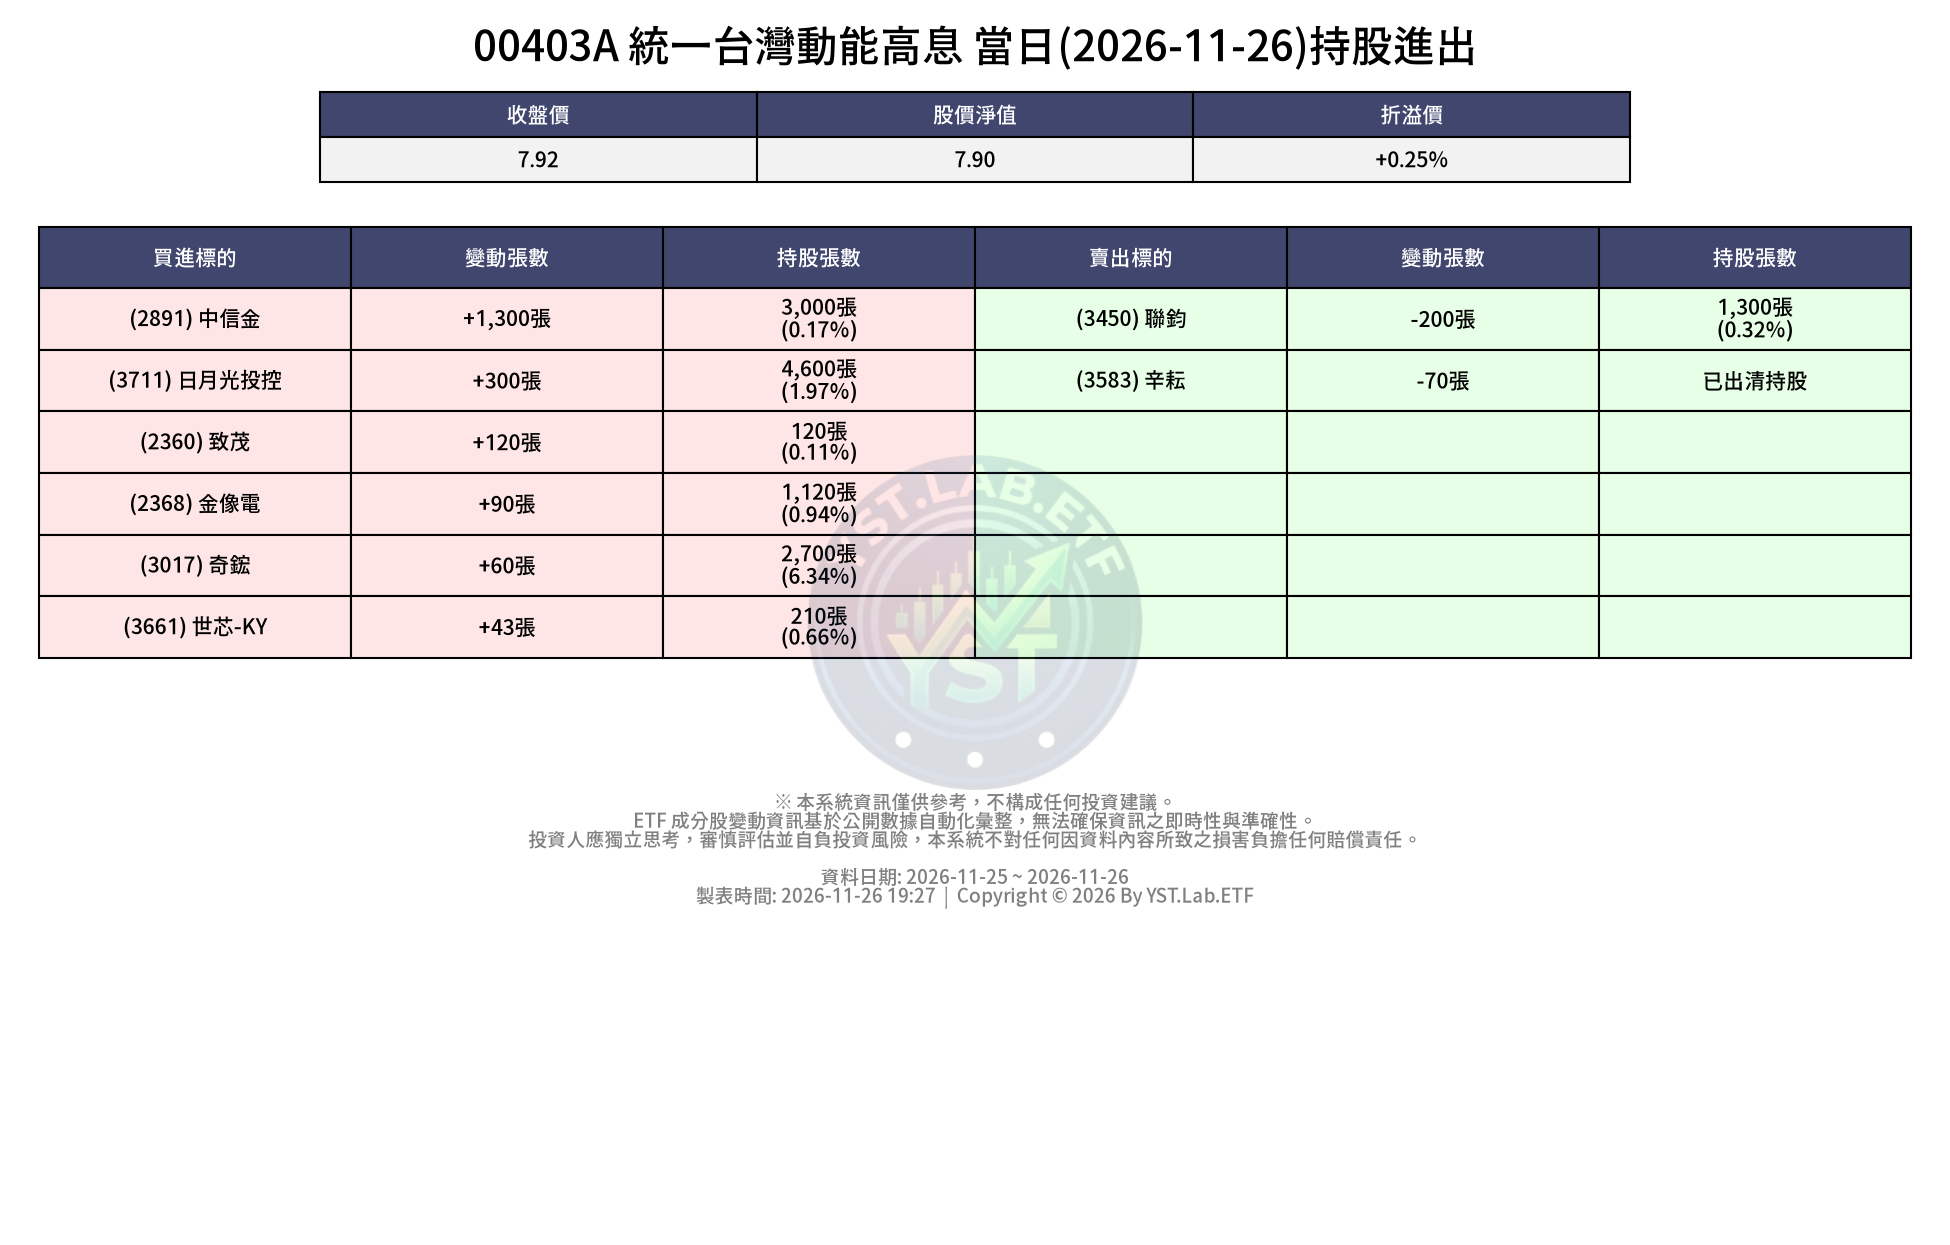 00403A 統一台灣動能高息 當日(2026-11-26)持股進出
收盤價 股價淨值 折溢價
7.92 7.90 +0.25%
買進標的 變動張數 持股張數 賣出標的 變動張數 持股張數
(2891) 中信金 +1,300張 3,000張 (0.17%) (3450) 聯鈞 -200張 1,300張 (0.32%)
(3711) 日月光投控 +300張 4,600張 (1.97%) (3583) 辛耘 -70張 已出清持股
(2360) 致茂 +120張 120張 (0.11%)
(2368) 金像電 +90張 1,120張 (0.94%)
(3017) 奇鋐 +60張 2,700張 (6.34%)
(3661) 世芯-KY +43張 210張 (0.66%)
YST.LAB.ETF
YST
※ 本系統資訊僅供參考，不構成任何投資建議。
ETF 成分股變動資訊基於公開數據自動化彙整，無法確保資訊之即時性與準確性。
投資人應獨立思考，審慎評估並自負投資風險，本系統不對任何因資料內容所致之損害負擔任何賠償責任。
資料日期: 2026-11-25 ~ 2026-11-26
製表時間: 2026-11-26 19:27 │ Copyright © 2026 By YST.Lab.ETF